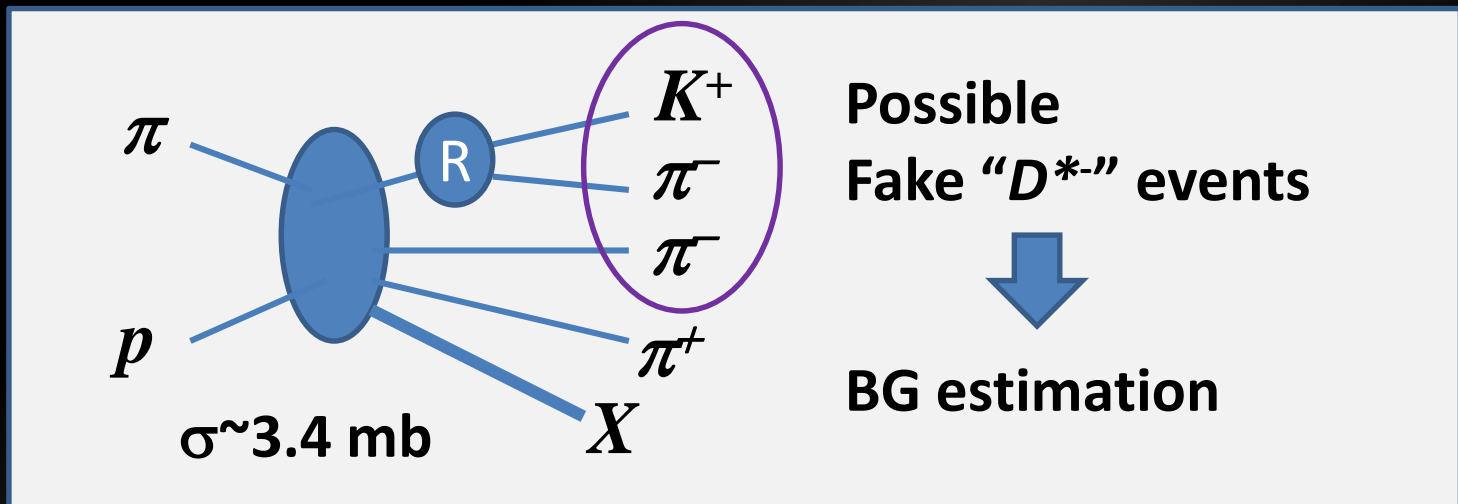 π
p
R
K⁺
π⁻
π⁻
π⁺
X
σ~3.4 mb
Possible
Fake “D*-” events
BG estimation